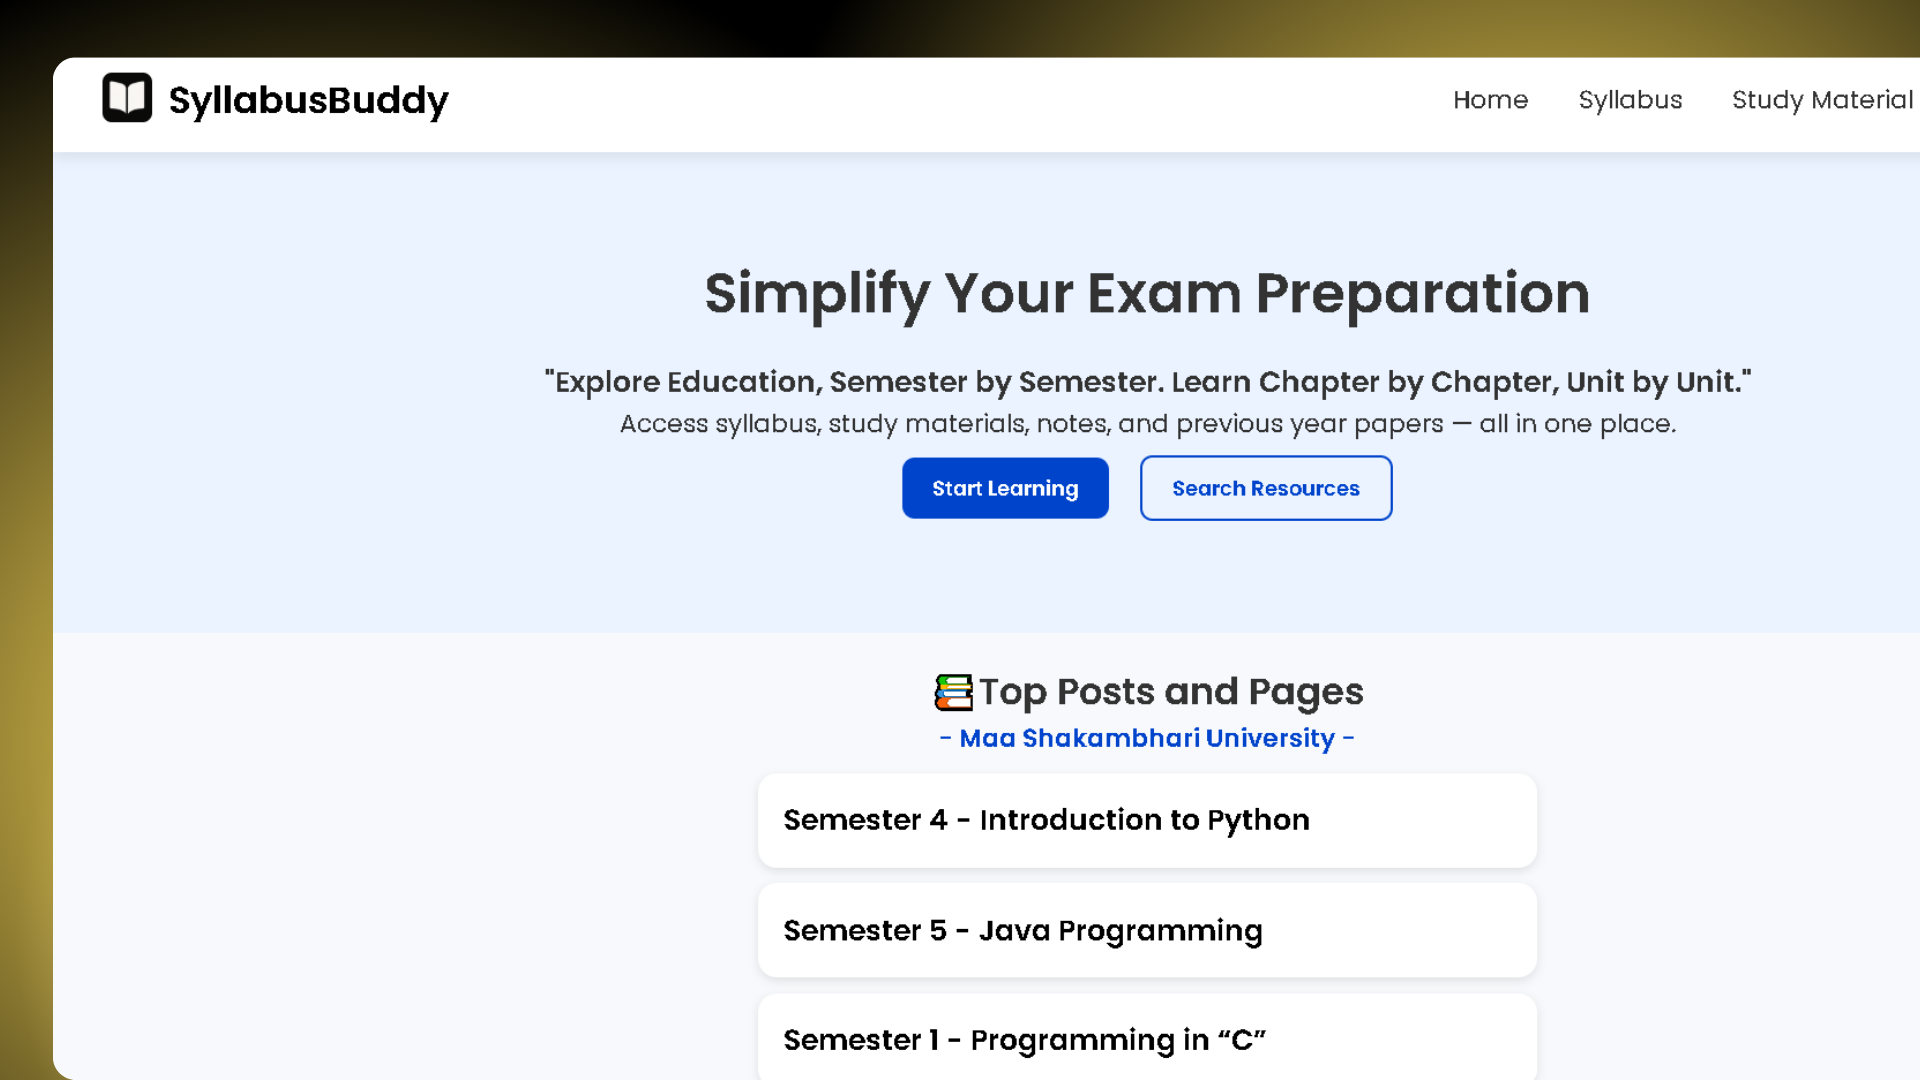 SyllabusBuddy
Home Syllabus Study Material
Simplify Your Exam Preparation
"Explore Education, Semester by Semester. Learn Chapter by Chapter, Unit by Unit."
Access syllabus, study materials, notes, and previous year papers — all in one place.
Start Learning Search Resources
Top Posts and Pages
- Maa Shakambhari University -
Semester 4 - Introduction to Python
Semester 5 - Java Programming
Semester 1 - Programming in “C”